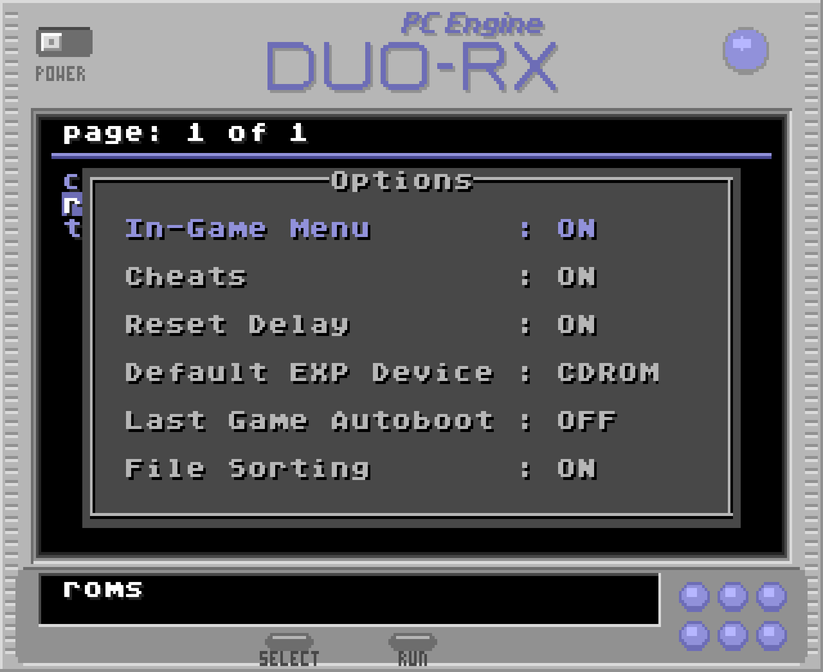 PC Engine
DUO-RX
POWER
page: 1 of 1
c
r
t
Options
In-Game Menu : ON
Cheats : ON
Reset Delay : ON
Default EXP Device : CDROM
Last Game Autoboot : OFF
File Sorting : ON
roms
SELECT RUN